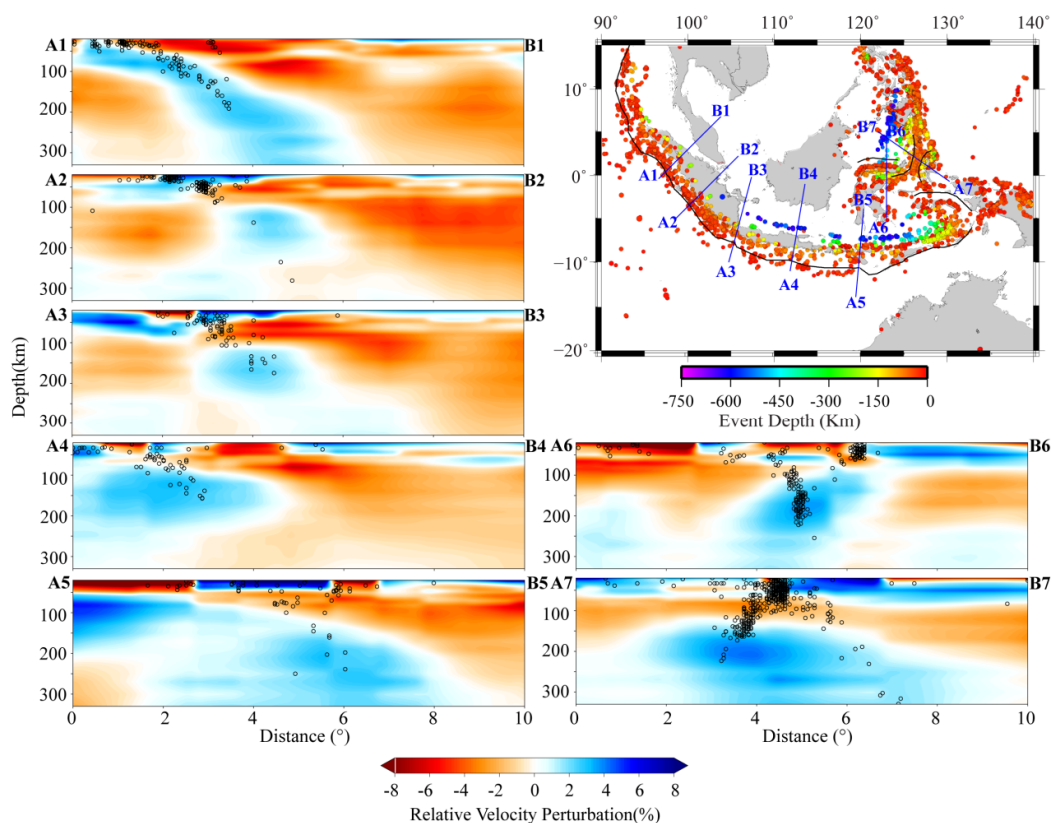 A1
B1
100
200
300
A2
B2
100
200
300
A3
B3
100
200
300
A4
B4
100
200
300
A5
B5
100
200
300
0
2
4
6
8
10
Distance (°)
Depth(km)
90°
100°
110°
120°
130°
140°
10°
0°
−10°
−20°
B1
B2
B3
B4
B5
B6
B7
A1
A2
A3
A4
A5
A6
A7
-750
-600
-450
-300
-150
0
Event Depth (Km)
A6
B6
100
200
300
A7
B7
100
200
300
0
2
4
6
8
10
Distance (°)
-8
-6
-4
-2
0
2
4
6
8
Relative Velocity Perturbation(%)